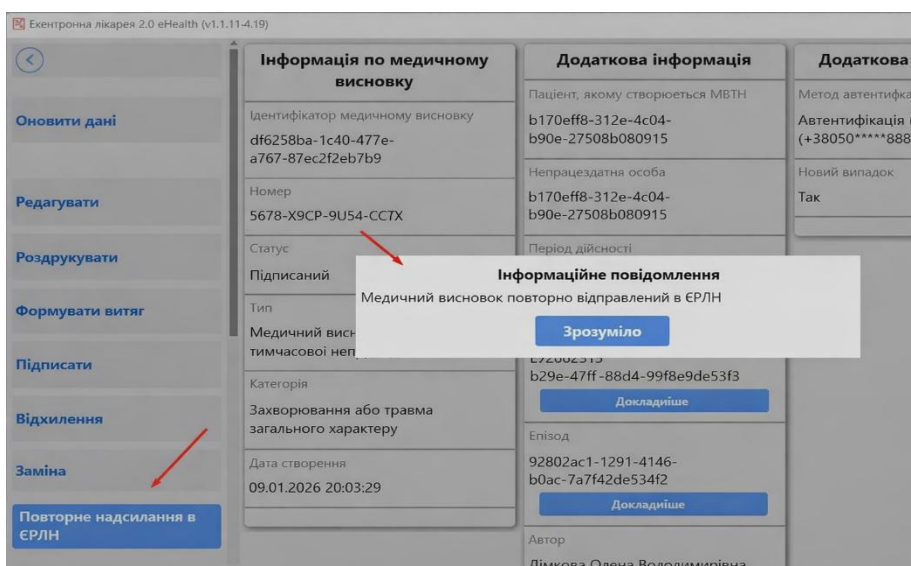 Екентронна лікарея 2.0 eHealth (v1.1.11-4.19)
Оновити дані
Редагувати
Роздрукувати
Формувати витяг
Підписати
Відхилення
Заміна
Повторне надсилання в
ЄРЛН
Інформація по медичному
висновку
Ідентифікатор медичному висновку
df6258ba-1c40-477e-
a767-87ec2f2eb7b9
Номер
5678-X9CP-9U54-CC7X
Статус
Підписаний
Тип
Медичний висн
тимчасової неп
Категорія
Захворювання або травма
загального характеру
Дата створення
09.01.2026 20:03:29
Додаткова інформація
Пацієнт, якому створюеться МВТН
b170eff8-312e-4c04-
b90e-27508b080915
Непрацездатня особа
b170eff8-312e-4c04-
b90e-27508b080915
Період дійсності
Інформаційне повідомлення
Медичний висновок повторно відправлений в ЄРЛН
Зрозуміло
b29e-47ff-88d4-99f8e9de53f3
Докладніше
Епізод
92802ac1-1291-4146-
b0ac-7a7f42de534f2
Докладніше
Автор
Додаткова
Метод автентифка
Автентифікація (
(+38050*****888
Новий випадок
Так